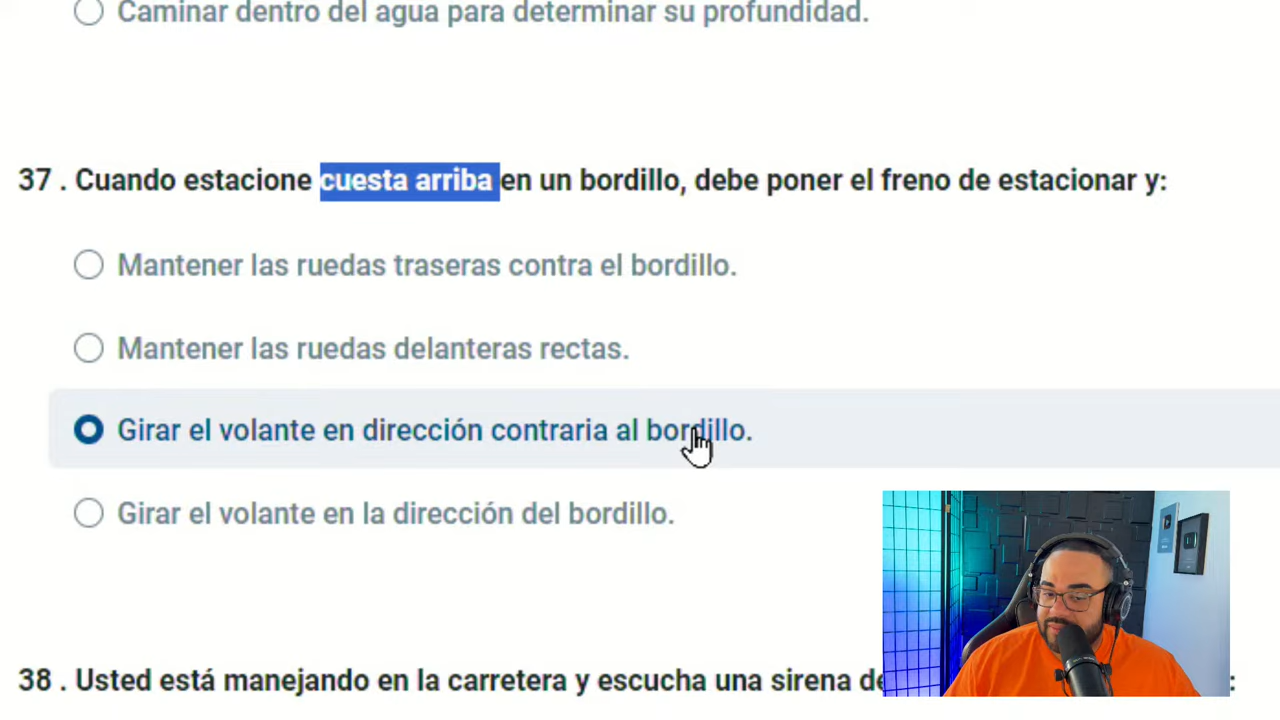 Caminar dentro del agua para determinar su profundidad.
37 . Cuando estacione cuesta arriba en un bordillo, debe poner el freno de estacionar y:
Mantener las ruedas traseras contra el bordillo.
Mantener las ruedas delanteras rectas.
Girar el volante en dirección contraria al bordillo.
Girar el volante en la dirección del bordillo.
38 . Usted está manejando en la carretera y escucha una sirena de :